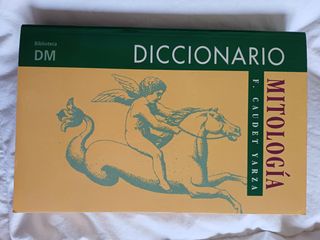 Biblioteca
DM
DICCIONARIO
MITOLOGÍA
F. CAUDET YARZA